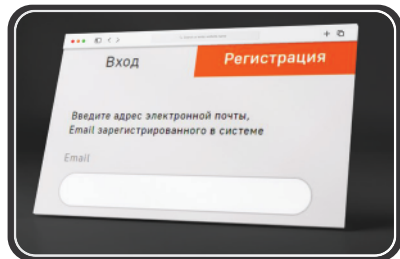 Вход
Регистрация
Введите адрес электронной почты,
Email зарегистрированного в системе
Email